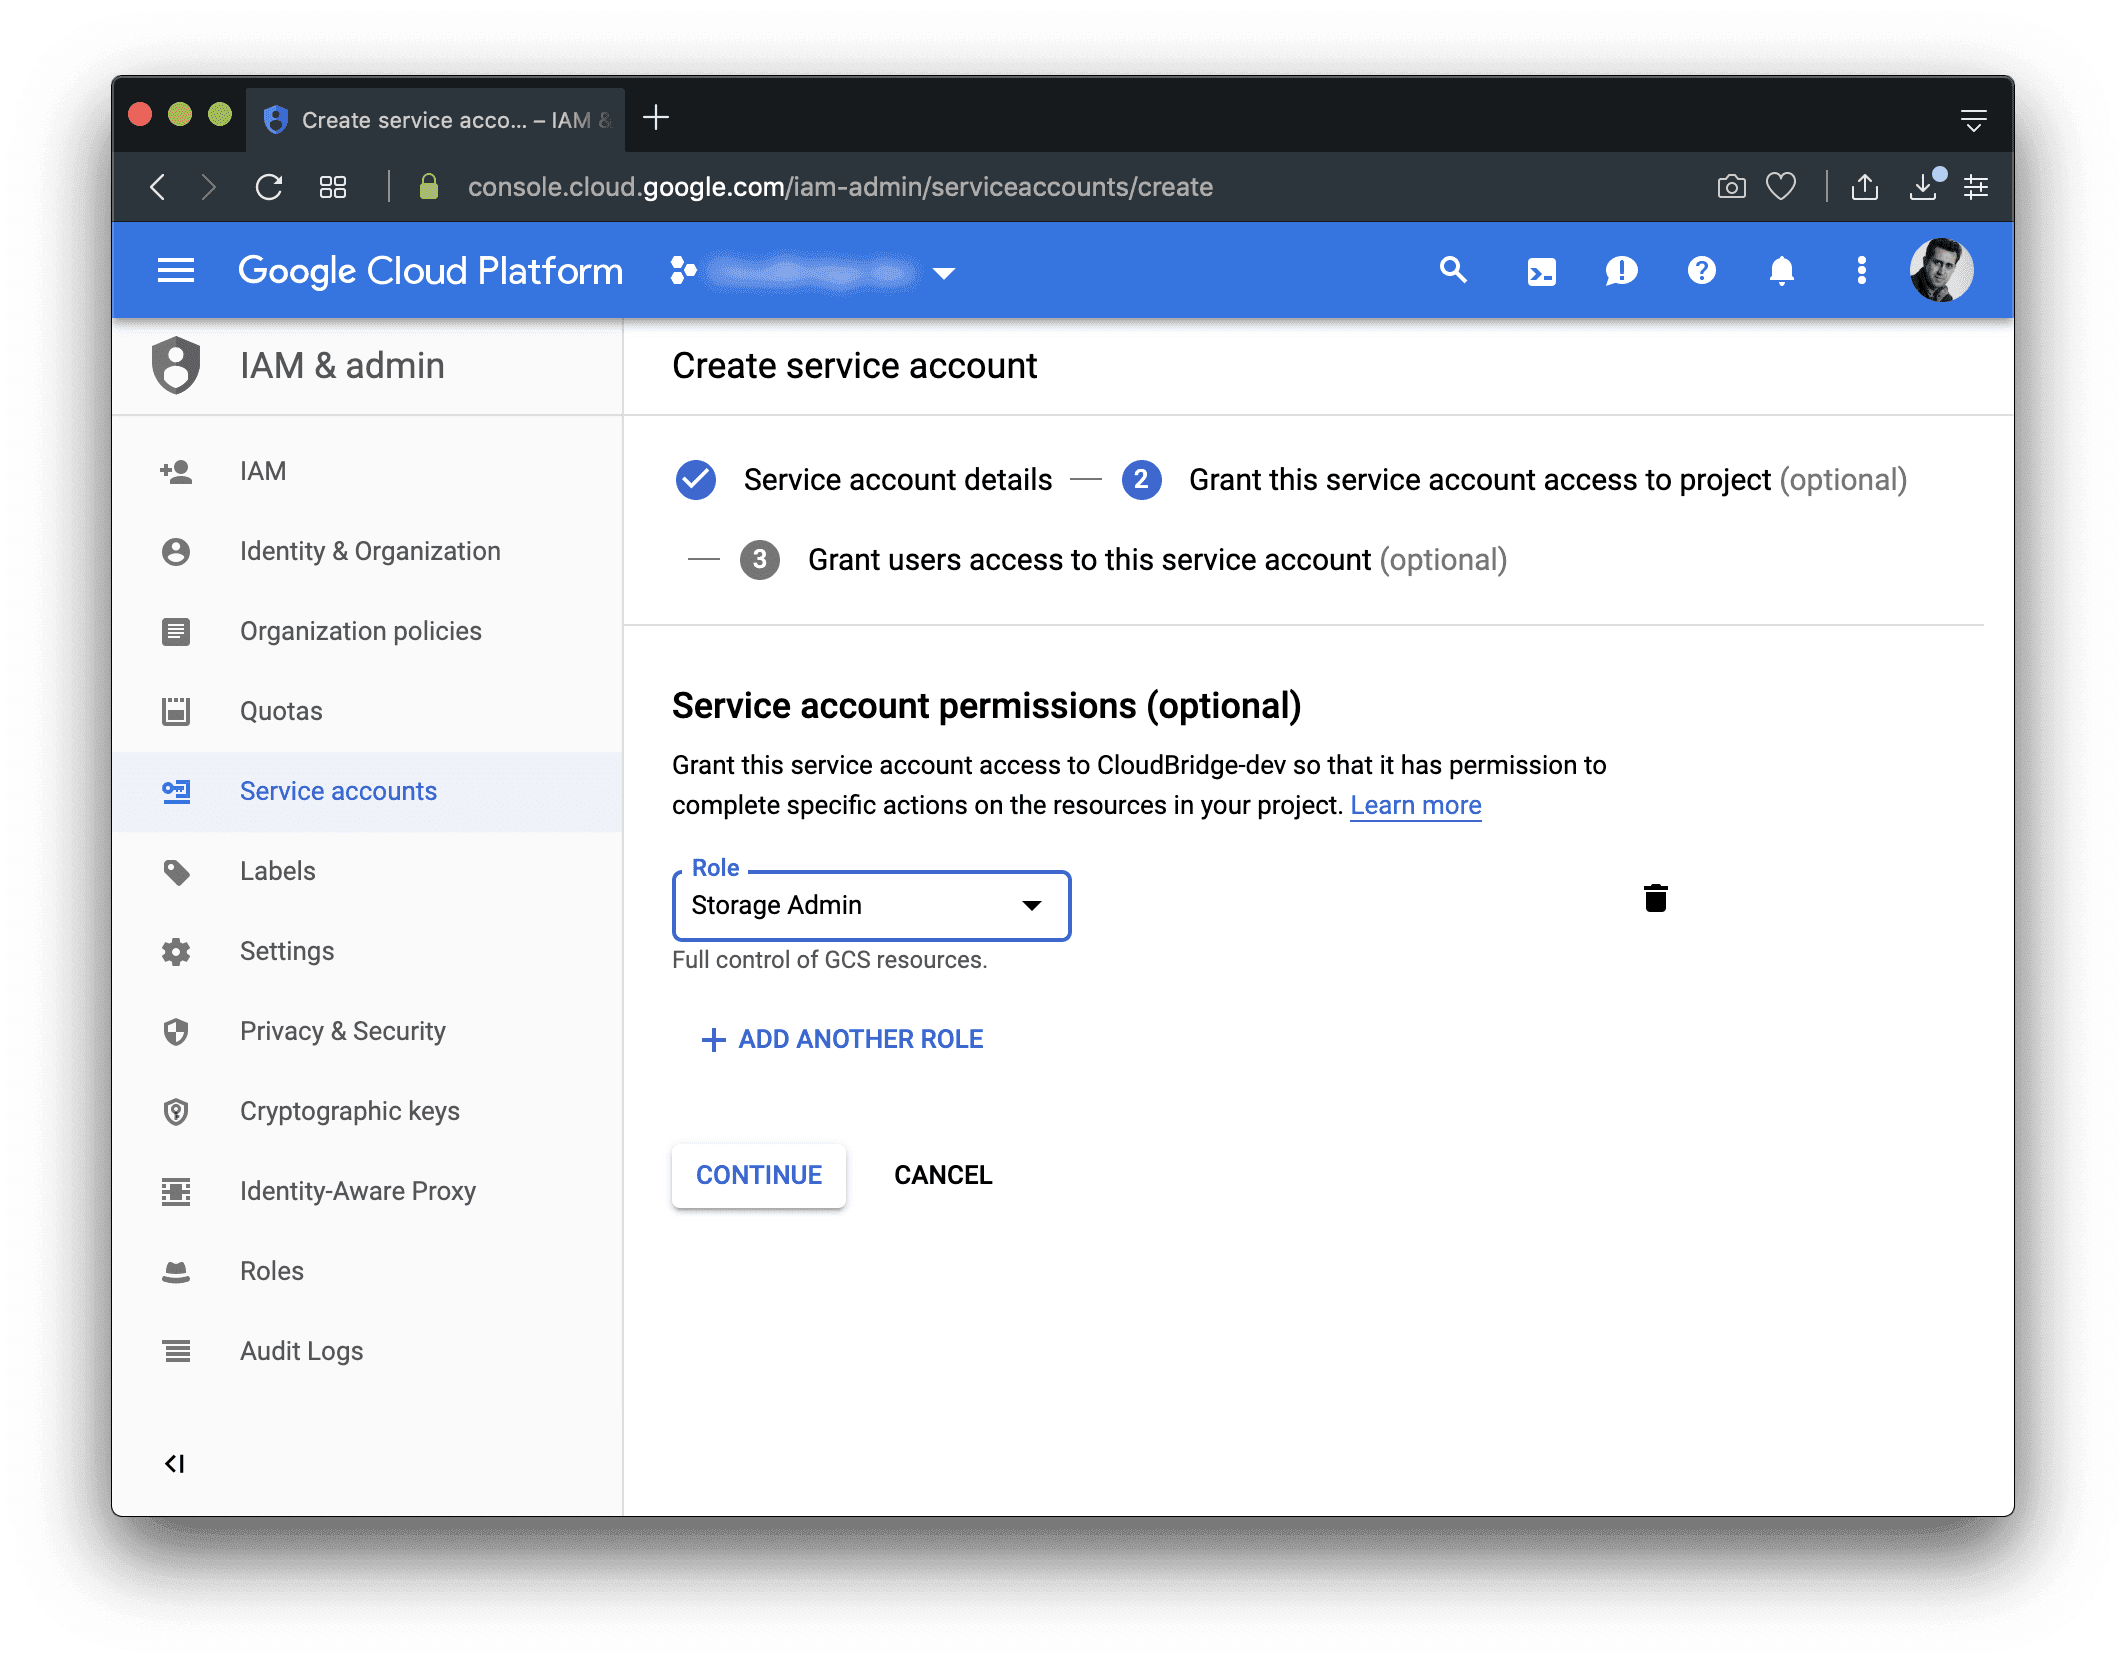 Create service acco... – IAM &
console.cloud.google.com/iam-admin/serviceaccounts/create
Google Cloud Platform
IAM & admin
Create service account
IAM
Identity & Organization
Organization policies
Quotas
Service accounts
Labels
Settings
Privacy & Security
Cryptographic keys
Identity-Aware Proxy
Roles
Audit Logs
Service account details
2 Grant this service account access to project (optional)
3 Grant users access to this service account (optional)
Service account permissions (optional)
Grant this service account access to CloudBridge-dev so that it has permission to
complete specific actions on the resources in your project. Learn more
Role
Storage Admin
Full control of GCS resources.
ADD ANOTHER ROLE
CONTINUE CANCEL